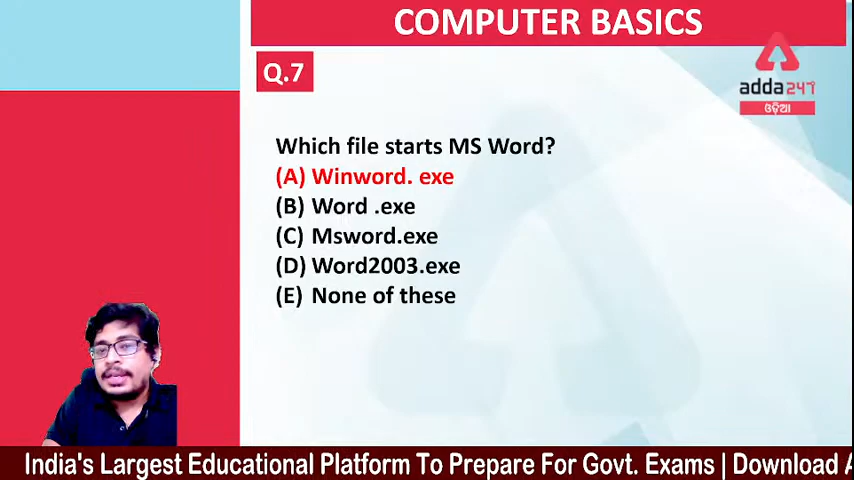 COMPUTER BASICS
Q.7
adda247
ଓଡ଼ିଆ
Which file starts MS Word?
(A) Winword. exe
(B) Word .exe
(C) Msword.exe
(D) Word2003.exe
(E) None of these
India's Largest Educational Platform To Prepare For Govt. Exams | Download A